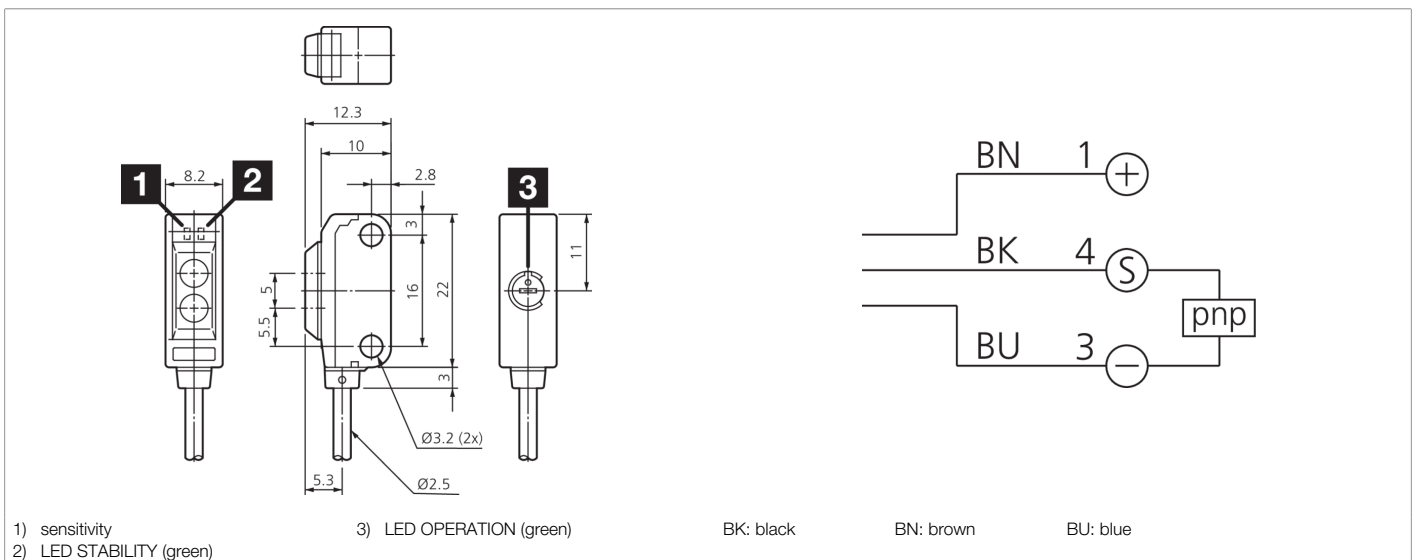 12.3
10
2.8
1
8.2
2
3
3
11
5
16
22
5.5
3
Ø3.2 (2x)
5.3
Ø2.5
BN 1 +
BK 4 S
pnp
BU 3 −
1) sensitivity
2) LED STABILITY (green)
3) LED OPERATION (green)
BK: black
BN: brown
BU: blue